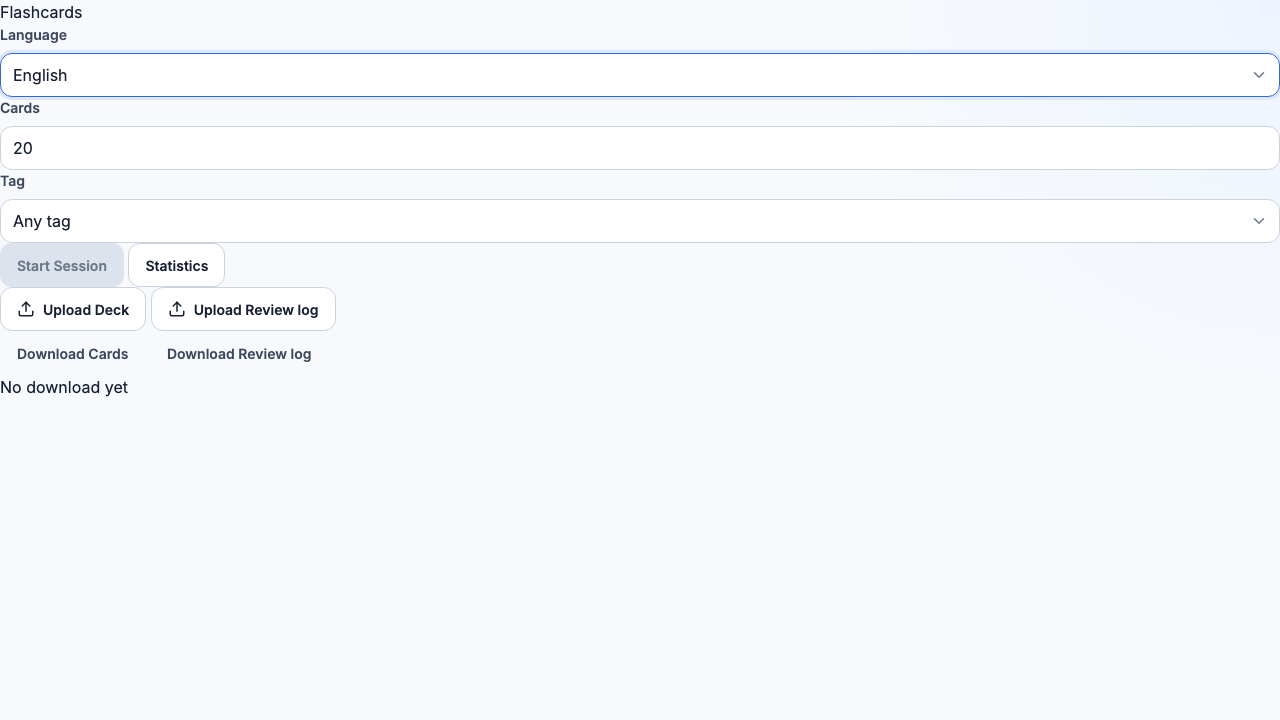 Flashcards
Language
English
Cards
20
Tag
Any tag
Start Session Statistics
Upload Deck Upload Review log
Download Cards Download Review log
No download yet